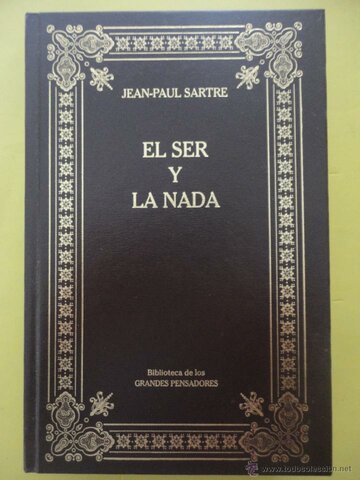 JEAN-PAUL SARTRE
EL SER
Y
LA NADA
Biblioteca de los
GRANDES PENSADORES
© www.todocoleccion.net